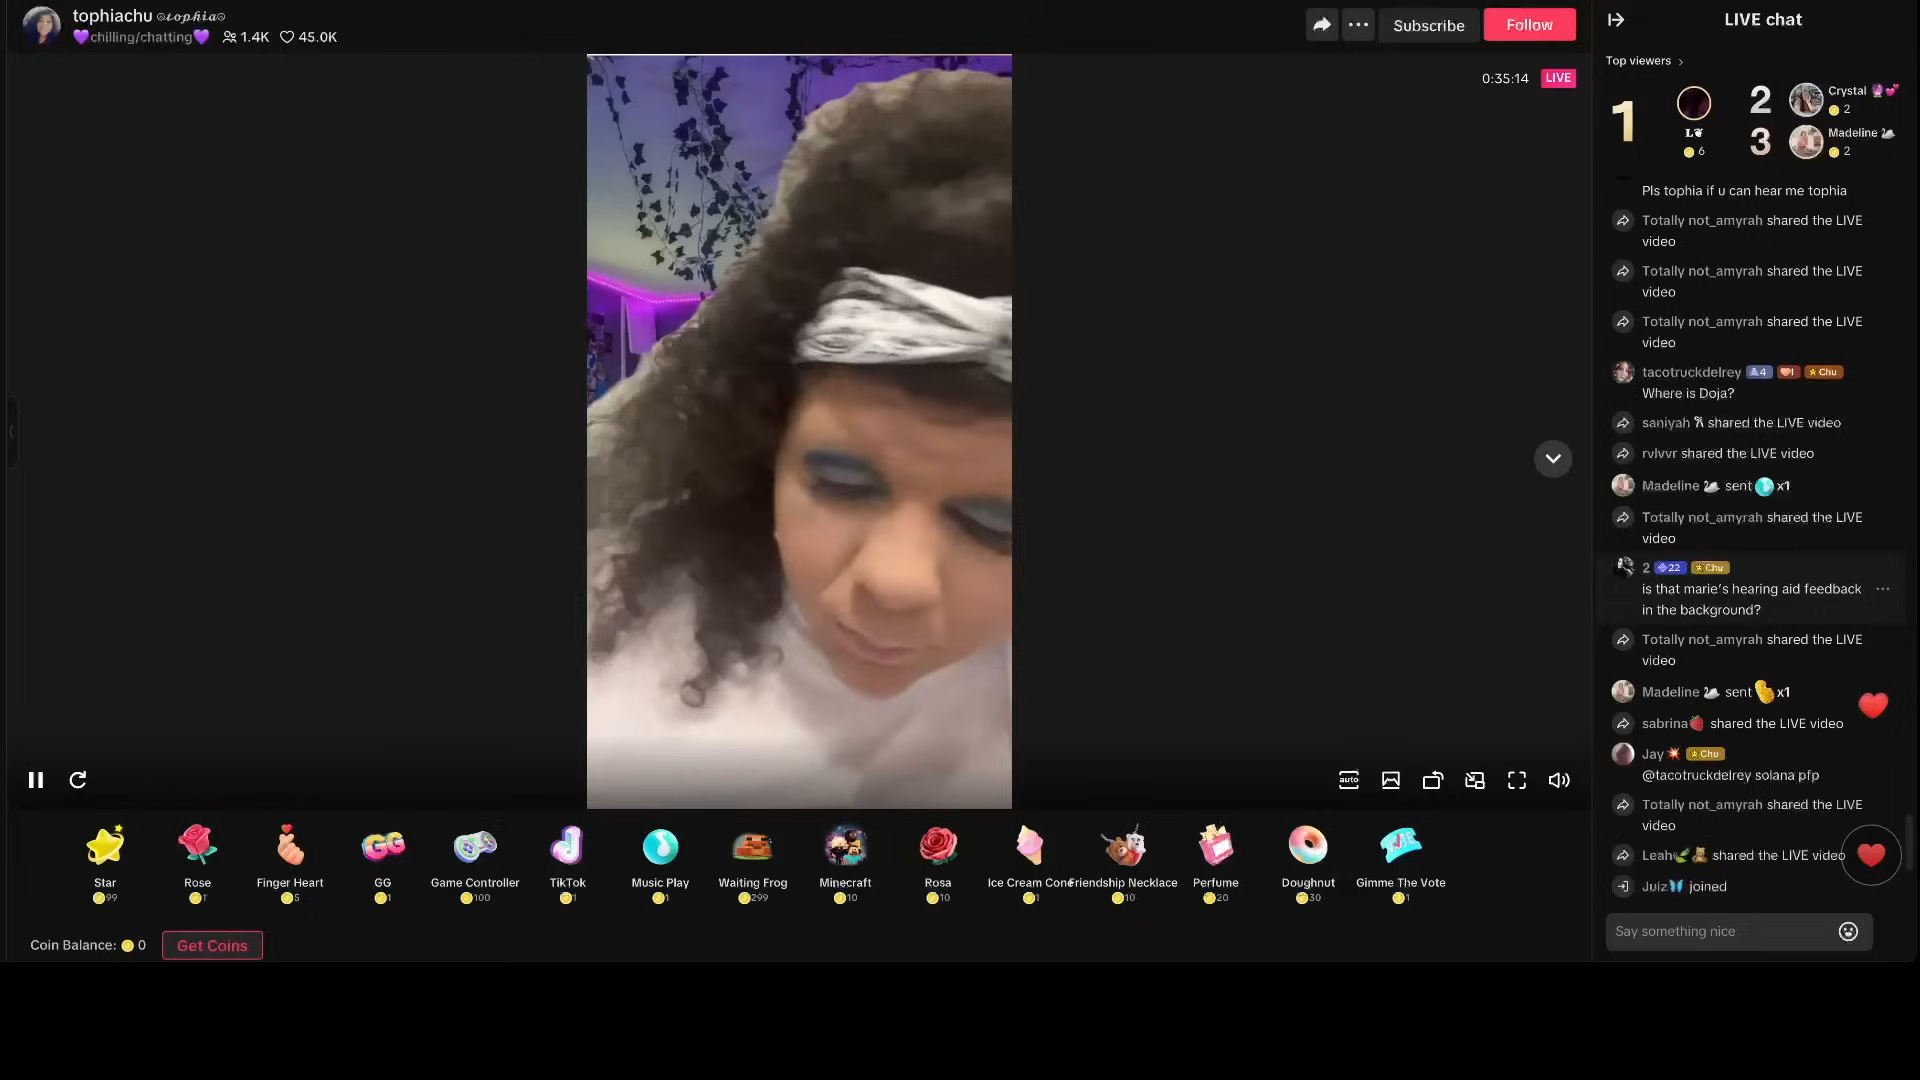 tophiachu ☺𝓽𝓸𝓹𝓱𝓲𝓪☺
💜chilling/chatting💜 1.4K 45.0K
Subscribe
Follow
0:35:14 LIVE
LIVE chat
Top viewers
1
L❦
6
2
Crystal 🔮💕
2
3
Madeline 🦢
2
Pls tophia if u can hear me tophia
Totally not_amyrah shared the LIVE
video
Totally not_amyrah shared the LIVE
video
Totally not_amyrah shared the LIVE
video
tacotruckdelrey 4 I Chu
Where is Doja?
saniyah shared the LIVE video
rvlvvr shared the LIVE video
Madeline 🦢 sent x1
Totally not_amyrah shared the LIVE
video
2 22 Chu
is that marie's hearing aid feedback
in the background?
Totally not_amyrah shared the LIVE
video
Madeline 🦢 sent x1
sabrina🍓 shared the LIVE video
Jay💥 Chu
@tacotruckdelrey solana pfp
Totally not_amyrah shared the LIVE
video
Leah🍃🧸 shared the LIVE video
Julz🦋 joined
Say something nice
auto
GG
Star
99
Rose
1
Finger Heart
5
GG
1
Game Controller
100
TikTok
1
Music Play
1
Waiting Frog
299
Minecraft
10
Rosa
10
Ice Cream Cone
1
Friendship Necklace
10
Perfume
20
Doughnut
30
Gimme The Vote
1
Coin Balance: 0
Get Coins